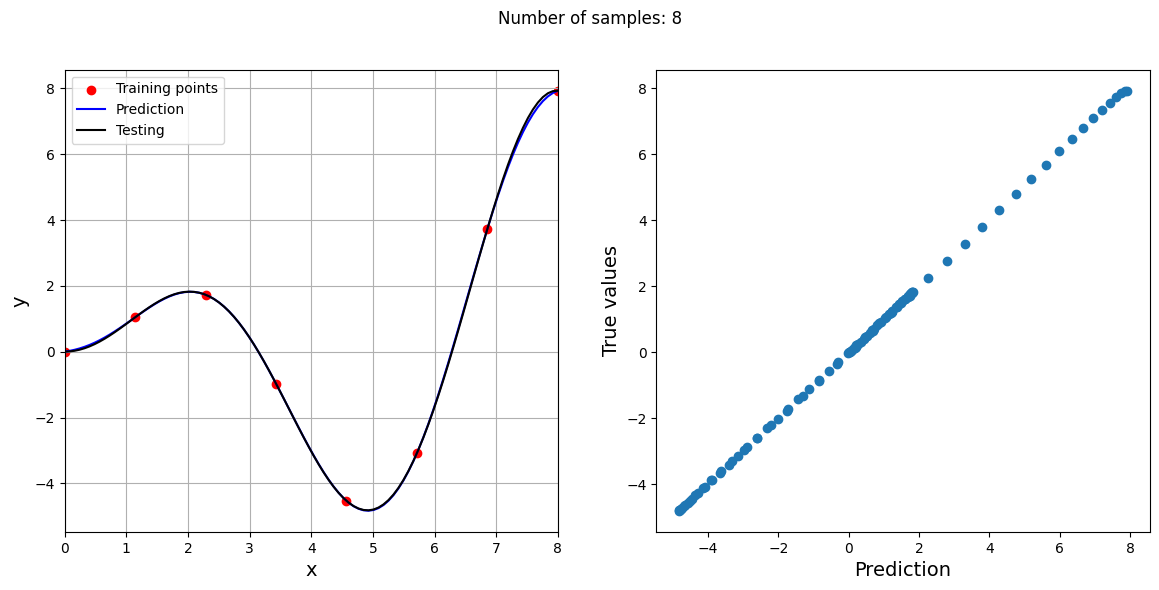 Number of samples: 8
Training points
Prediction
Testing
8
6
4
2
0
−2
−4
y
0 1 2 3 4 5 6 7 8
x
8
6
4
2
0
−2
−4
True values
−4 −2 0 2 4 6 8
Prediction